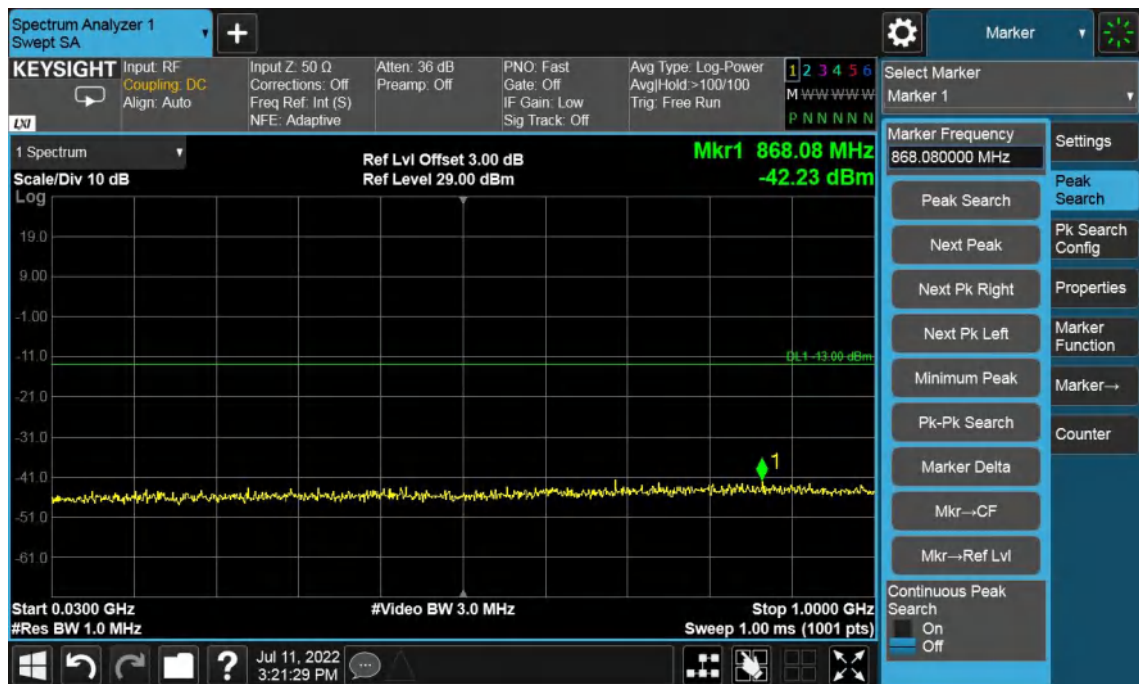 Spectrum Analyzer 1
Swept SA
+
Marker
KEYSIGHT
LXI
Input: RF
Coupling: DC
Align: Auto
Input Z: 50 Ω
Corrections: Off
Freq Ref: Int (S)
NFE: Adaptive
Atten: 36 dB
Preamp: Off
PNO: Fast
Gate: Off
IF Gain: Low
Sig Track: Off
Avg Type: Log-Power
Avg|Hold:>100/100
Trig: Free Run
1 2 3 4 5 6
M W W W W W
P N N N N N
Select Marker
Marker 1
1 Spectrum
Scale/Div 10 dB
Log
Ref Lvl Offset 3.00 dB
Ref Level 29.00 dBm
Mkr1 868.08 MHz
-42.23 dBm
19.0
9.00
-1.00
-11.0
-21.0
-31.0
-41.0
-51.0
-61.0
DL1 -13.00 dBm
1
Start 0.0300 GHz
#Res BW 1.0 MHz
#Video BW 3.0 MHz
Stop 1.0000 GHz
Sweep 1.00 ms (1001 pts)
Marker Frequency
868.080000 MHz
Peak Search
Next Peak
Next Pk Right
Next Pk Left
Minimum Peak
Pk-Pk Search
Marker Delta
Mkr→CF
Mkr→Ref Lvl
Continuous Peak
Search
On
Off
Settings
Peak
Search
Pk Search
Config
Properties
Marker
Function
Marker→
Counter
?
Jul 11, 2022
3:21:29 PM